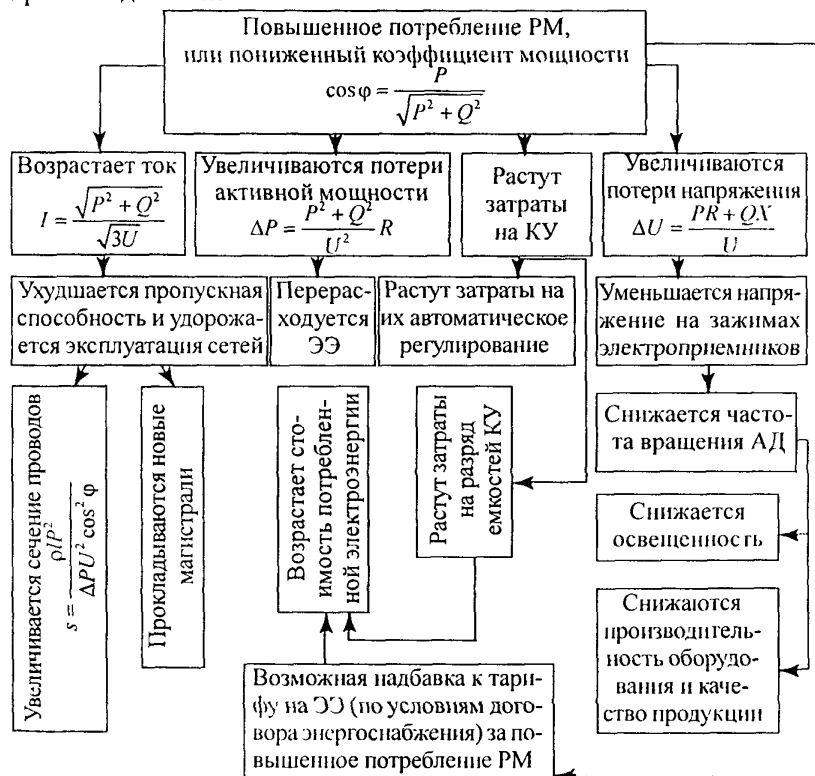 Повышенное потребление РМ,
или пониженный коэффициент мощности
cosφ = P / √(P² + Q²)
Возрастает ток
I = √(P² + Q²) / √(3U)
Увеличиваются потери
активной мощности
ΔP = (P² + Q²) / U² R
Растут
затраты
на КУ
Увеличиваются
потери напряжения
ΔU = (PR + QX) / U
Ухудшается пропускная
способность и удорожа-
ется эксплуатация сетей
Перерас-
ходуется
ЭЭ
Растут затраты на
их автоматическое
регулирование
Уменьшается напря-
жение на зажимах
электроприемников
Увеличивается сечение проводов
s = ρlP² / ΔPU² cos² φ
Прокладываются новые
магистрали
Возрастает сто-
имость потреблен-
ной электроэнергии
Растут затраты
на разряд
емкостей КУ
Снижается часто-
та вращения АД
Снижается
освещенность
Снижаются
производитель-
ность оборудо-
вания и каче-
ство продукции
Возможная надбавка к тари-
фу на ЭЭ (по условиям дого-
вора энергоснабжения) за по-
вышенное потребление РМ